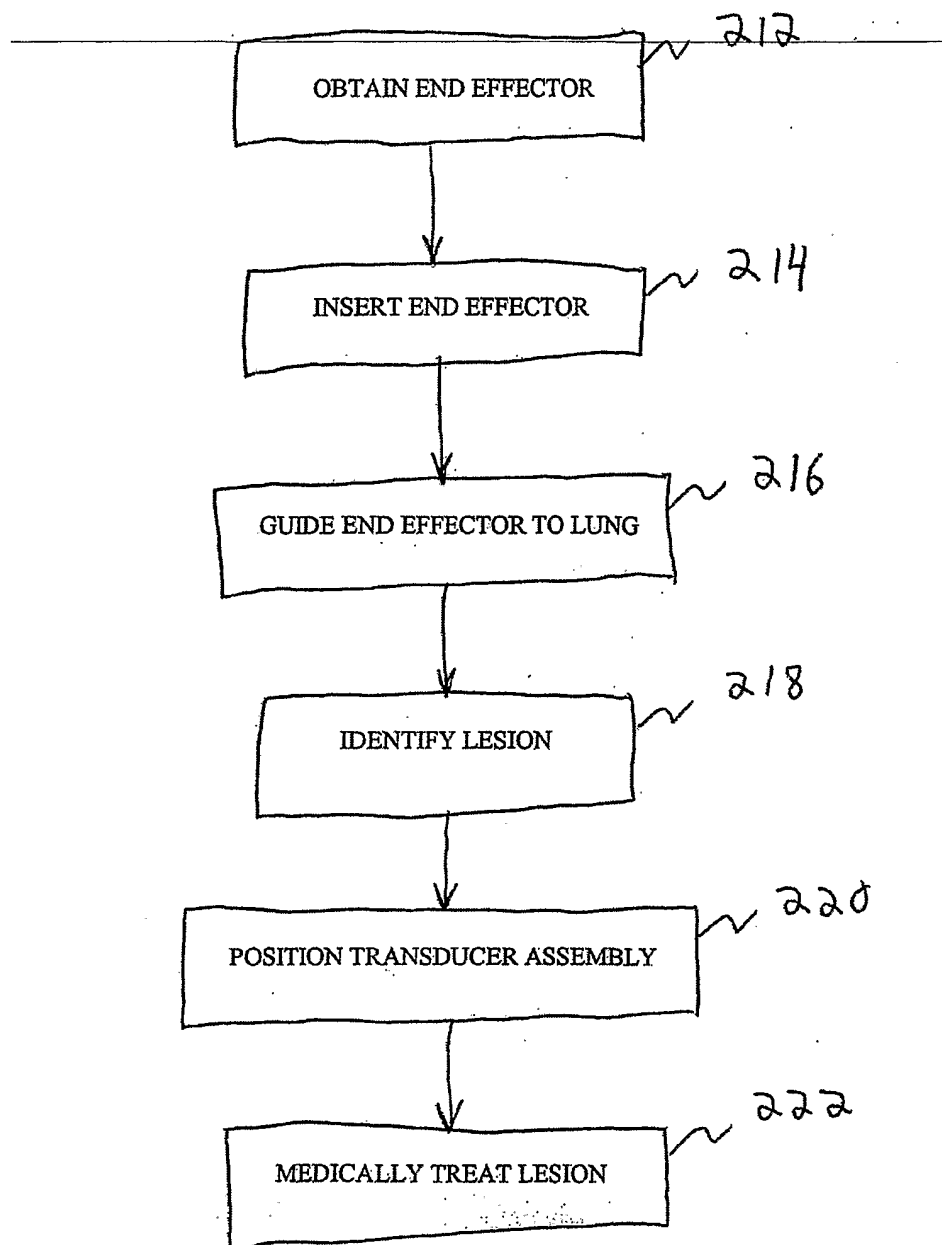 212
OBTAIN END EFFECTOR
214
INSERT END EFFECTOR
216
GUIDE END EFFECTOR TO LUNG
218
IDENTIFY LESION
220
POSITION TRANSDUCER ASSEMBLY
222
MEDICALLY TREAT LESION